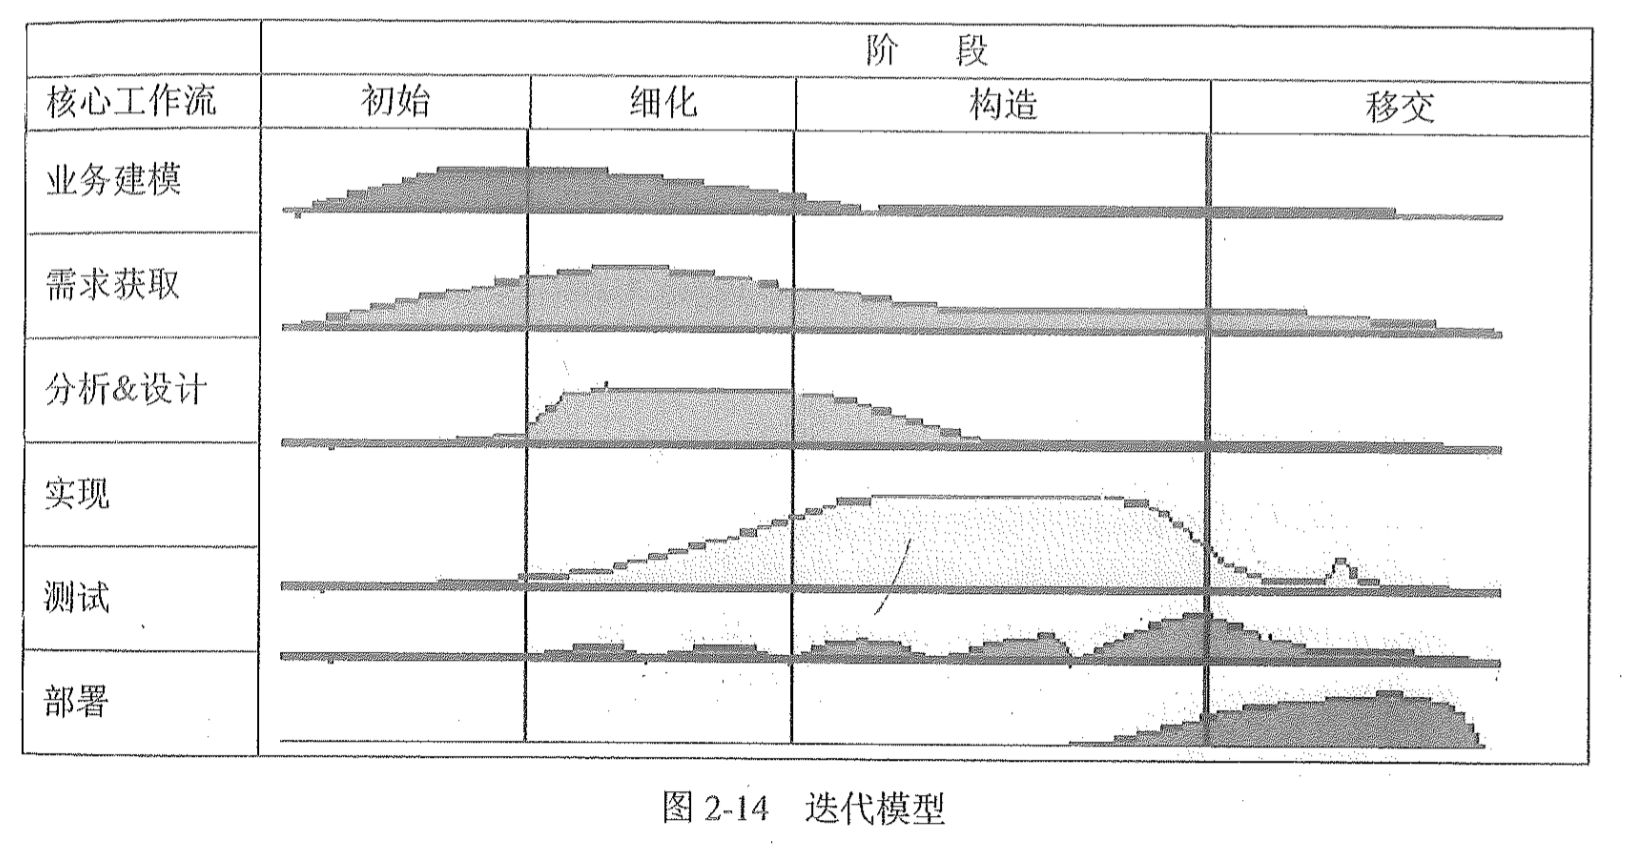 阶 段
核心工作流 初始 细化 构造 移交
业务建模
需求获取
分析&设计
实现
测试
部署
图 2-14 迭代模型